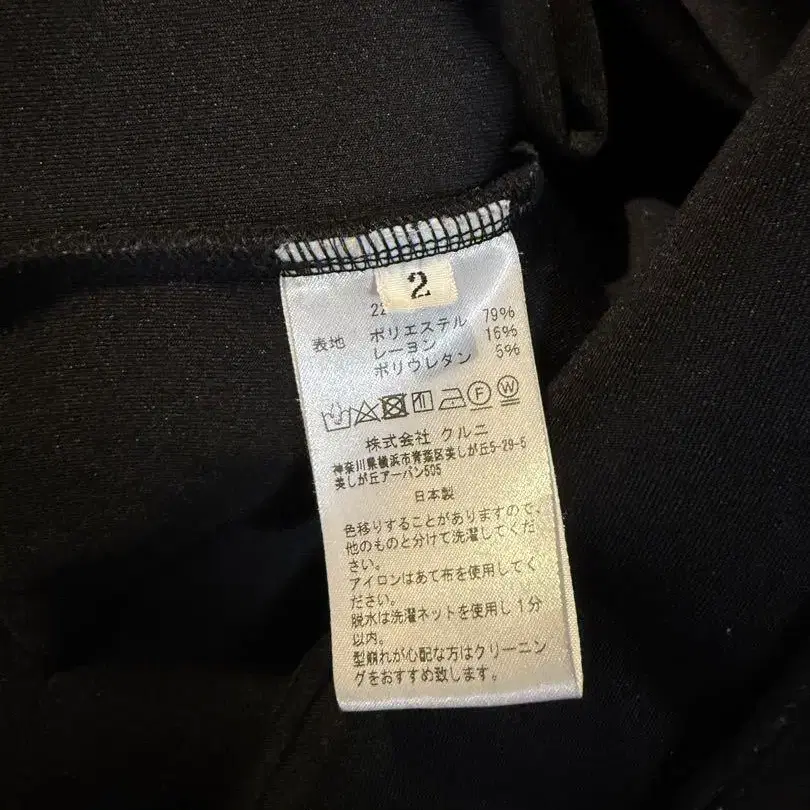 2
22
表地 ポリエステル 79%
レーヨン 16%
ポリウレタン 5%
F W
株式会社 クルニ
神奈川県横浜市青葉区美しが丘5-29-5
美しが丘アーバン505
日本製
色移りすることがありますので、
他のものと分けて洗濯してくだ
さい。
アイロンはあて布を使用してく
ださい。
脱水は洗濯ネットを使用し1分
以内。
型崩れが心配な方はクリーニン
グをおすすめ致します。